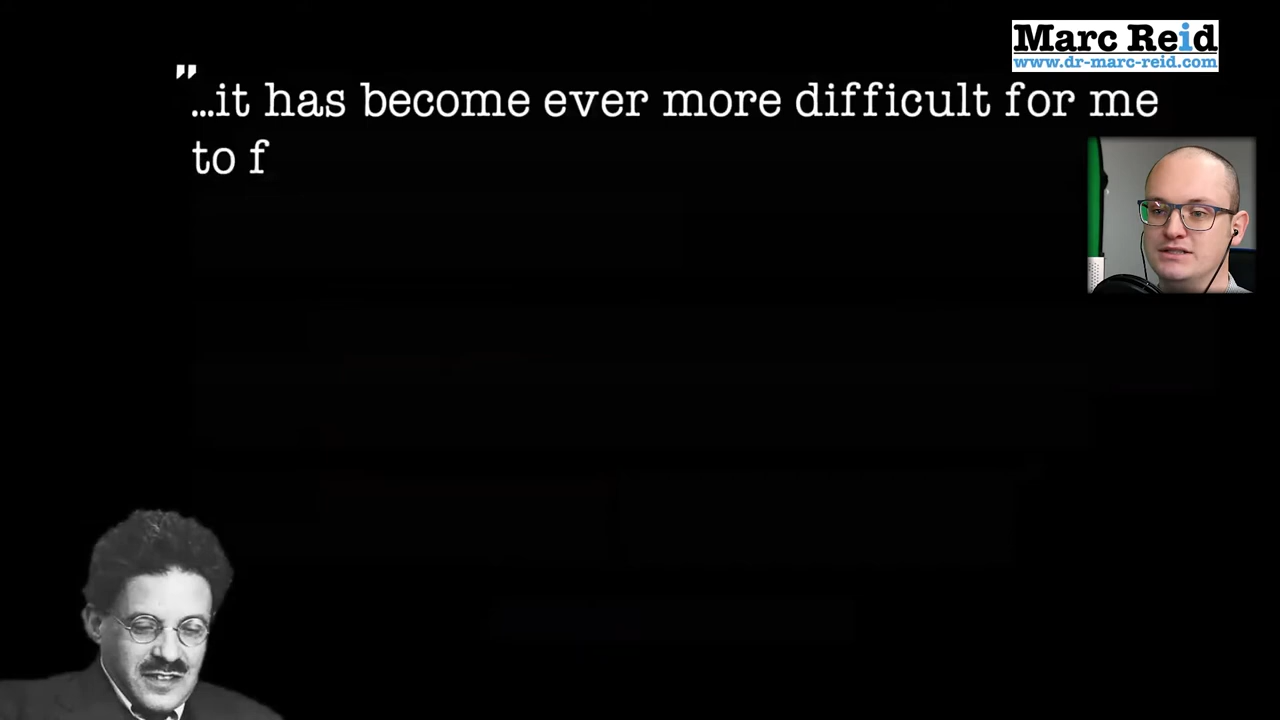 Marc Reid
www.dr-marc-reid.com
"…it has become ever more difficult for me
to f